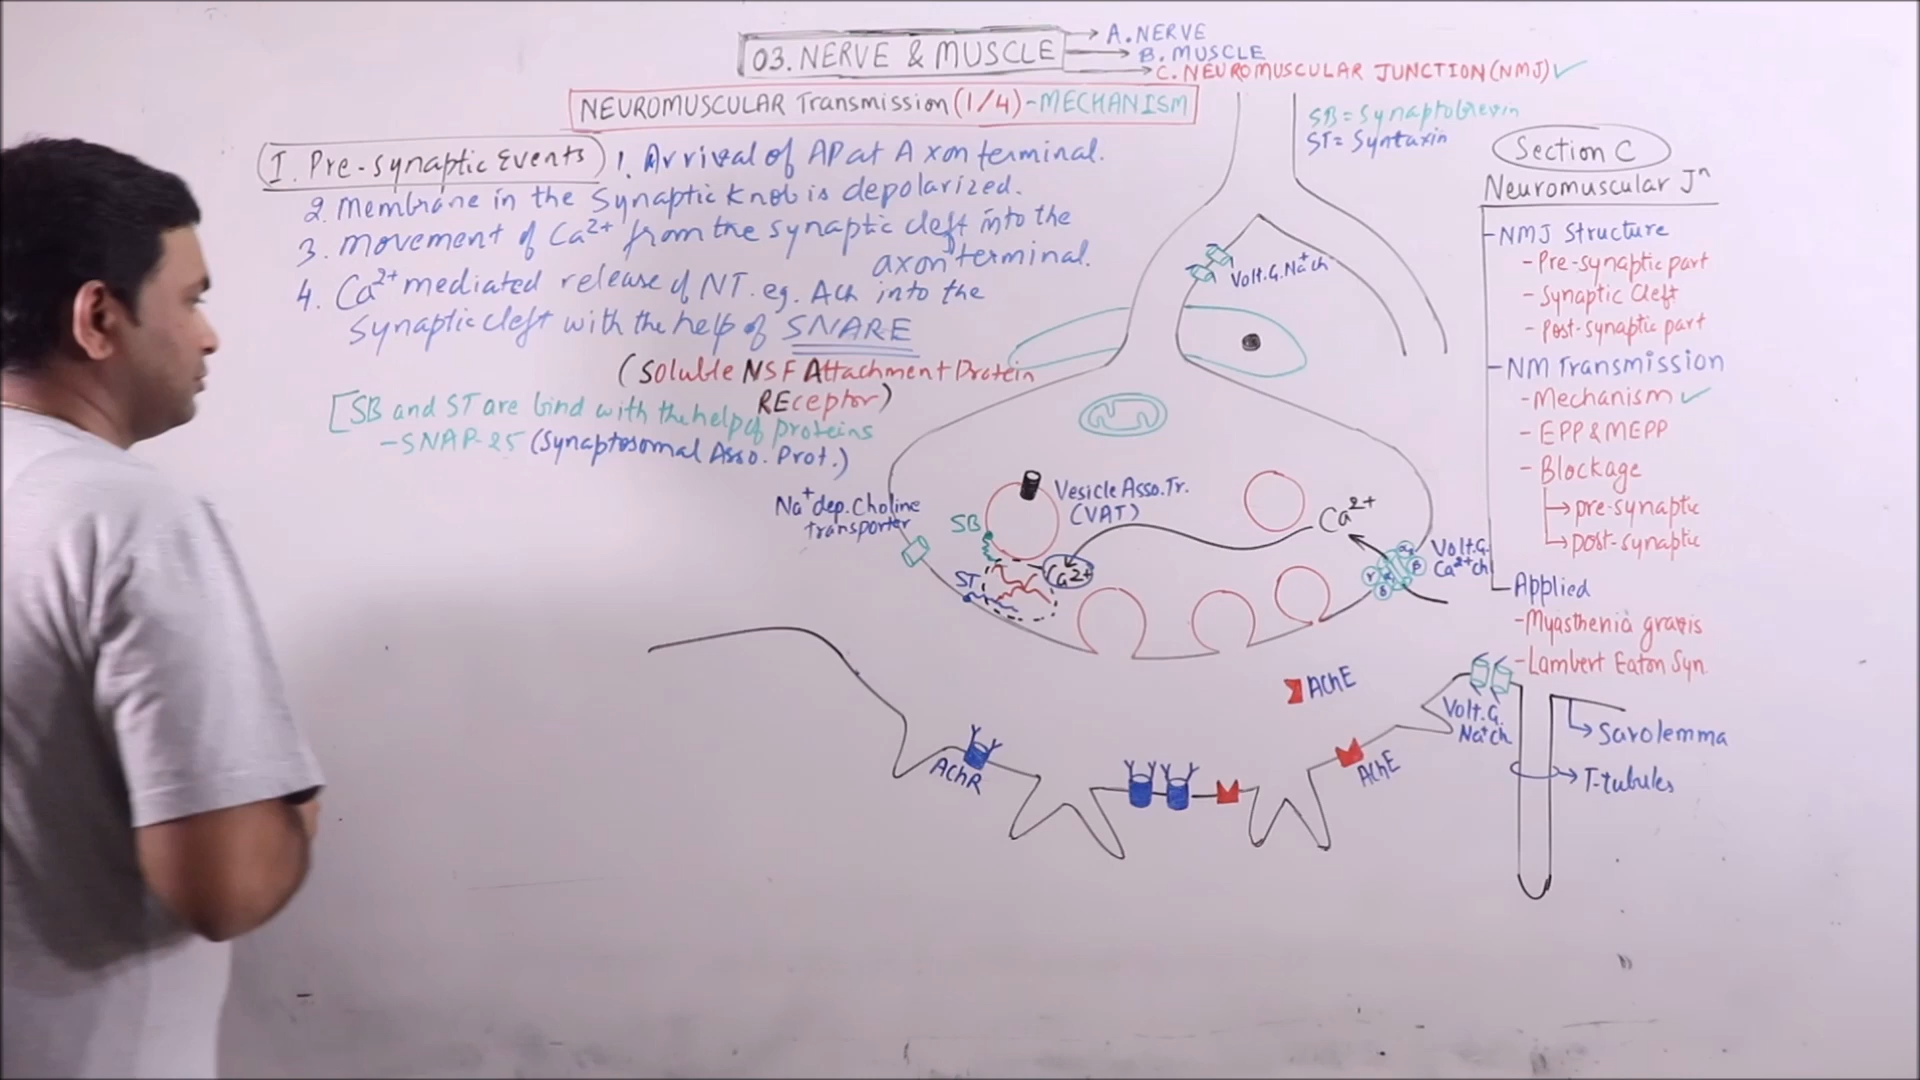 03. NERVE & MUSCLE
A. NERVE
B. MUSCLE
C. NEUROMUSCULAR JUNCTION (NMJ) ✓
NEUROMUSCULAR Transmission (1/4) - MECHANISM
SB = Synaptobrevin
ST = Syntaxin
I. Pre-synaptic Events
1. Arrival of AP at Axon terminal.
2. Membrane in the Synaptic Knob is depolarized.
3. Movement of Ca2+ from the synaptic cleft into the
axon terminal.
4. Ca2+ mediated release of NT. eg. Ach into the
Synaptic cleft with the help of SNARE
(Soluble NSF Attachment Protein
REceptor)
[SB and ST are bind with the help of proteins
- SNAP-25 (Synaptosomal Asso. Prot.)
Volt. G. Na+ ch
Na+ dep. Choline
transporter
Vesicle Asso. Tr.
(VAT)
SB
ST
Ca2+
Ca2+
Volt. G.
Ca2+ ch
α
β
γ
α
δ
AChE
AChR
AChE
Volt. G.
Na+ ch
Sarolemma
T-tubules
Section C
Neuromuscular Jn
- NMJ Structure
- Pre-synaptic part
- Synaptic Cleft
- Post-synaptic part
- NM Transmission
- Mechanism ✓
- EPP & MEPP
- Blockage
→ pre-synaptic
→ post-synaptic
- Applied
- Myasthenia gravis
- Lambert Eaton Syn